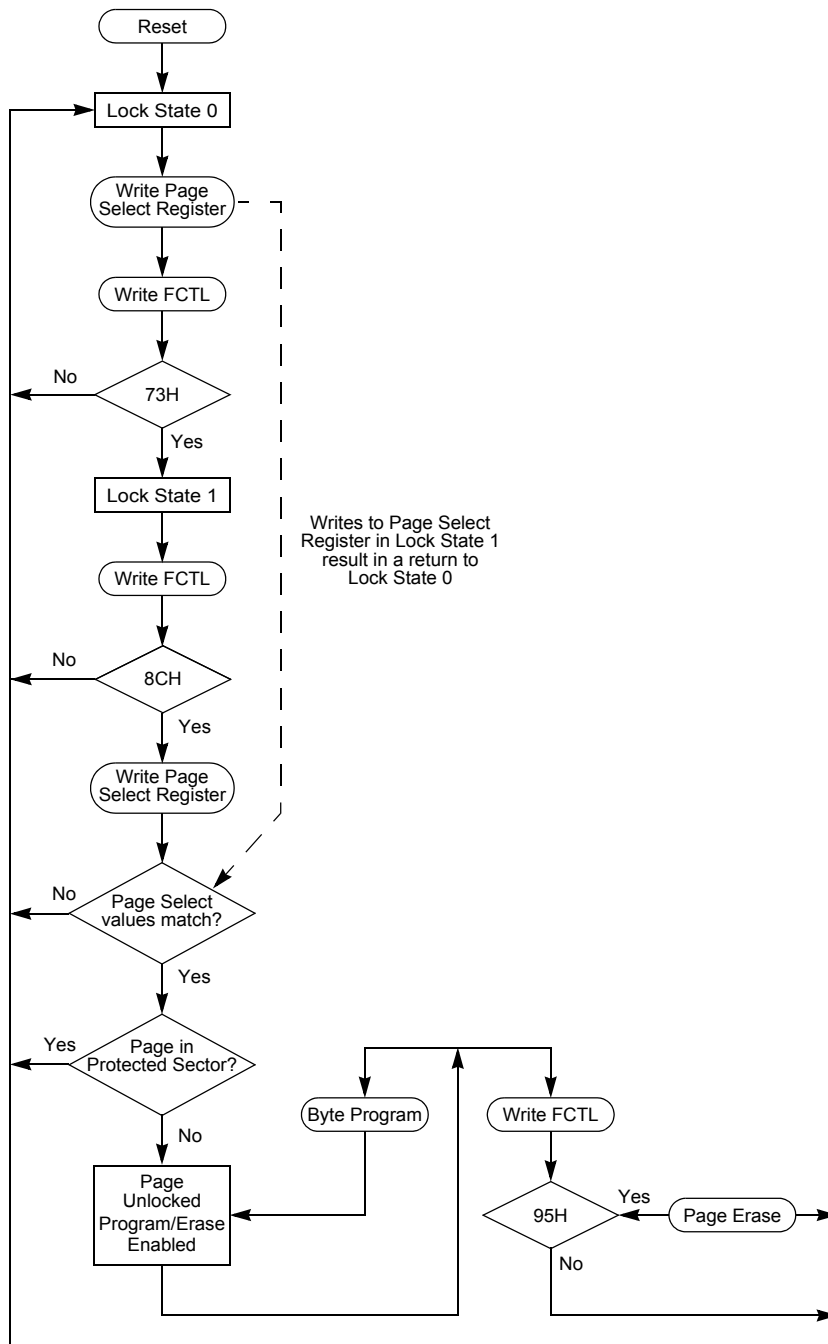 Reset
Lock State 0
Write Page
Select Register
Write FCTL
No
73H
Yes
Lock State 1
Writes to Page Select
Register in Lock State 1
result in a return to
Lock State 0
Write FCTL
No
8CH
Yes
Write Page
Select Register
No
Page Select
values match?
Yes
Yes
Page in
Protected Sector?
No
Byte Program
Write FCTL
Page
Unlocked
Program/Erase
Enabled
95H
Yes
Page Erase
No